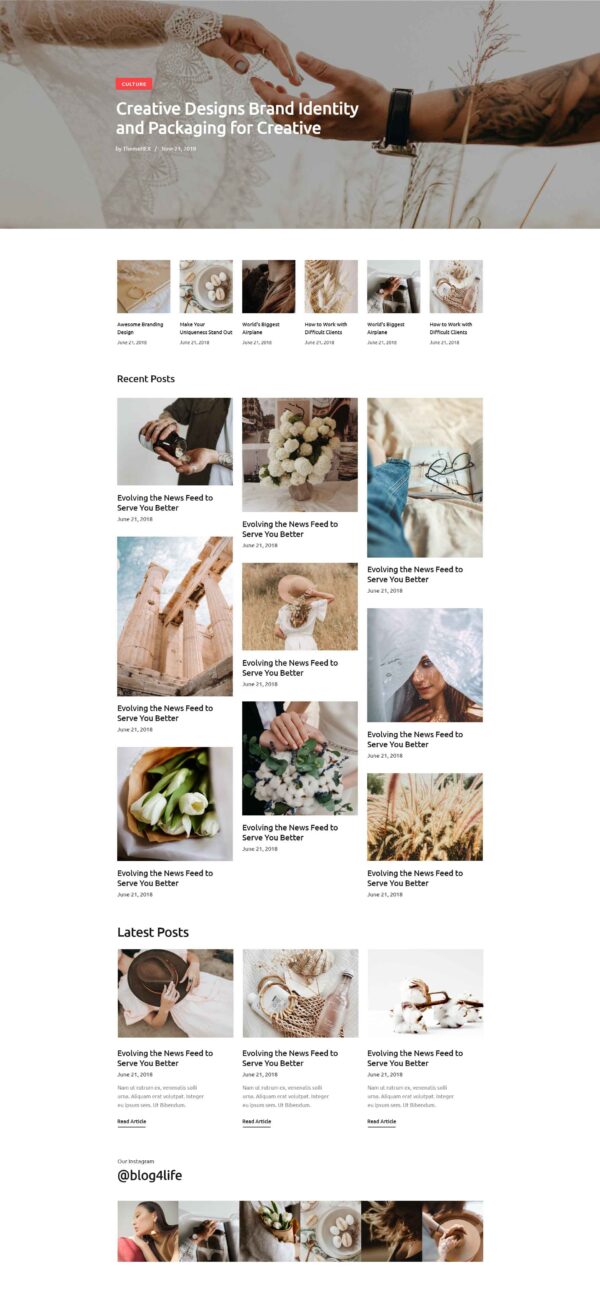 CULTURE
Creative Designs Brand Identity
and Packaging for Creative
by ThemeREX / June 21, 2018
Awesome Branding
Design
June 21, 2018
Make Your
Uniqueness Stand Out
June 21, 2018
World's Biggest
Airplane
June 21, 2018
How to Work with
Difficult Clients
June 21, 2018
World's Biggest
Airplane
June 21, 2018
How to Work with
Difficult Clients
June 21, 2018
Recent Posts
Evolving the News Feed to
Serve You Better
June 21, 2018
Evolving the News Feed to
Serve You Better
June 21, 2018
Evolving the News Feed to
Serve You Better
June 21, 2018
Evolving the News Feed to
Serve You Better
June 21, 2018
Evolving the News Feed to
Serve You Better
June 21, 2018
Evolving the News Feed to
Serve You Better
June 21, 2018
Evolving the News Feed to
Serve You Better
June 21, 2018
Evolving the News Feed to
Serve You Better
June 21, 2018
Evolving the News Feed to
Serve You Better
June 21, 2018
Latest Posts
Evolving the News Feed to
Serve You Better
June 21, 2018
Nam ut rutrum ex, venenatis solli
urna. Aliquam erat volutpat. Integer
eu ipsum sem. Ut Bibendum.
Read Article
Evolving the News Feed to
Serve You Better
June 21, 2018
Nam ut rutrum ex, venenatis solli
urna. Aliquam erat volutpat. Integer
eu ipsum sem. Ut Bibendum.
Read Article
Evolving the News Feed to
Serve You Better
June 21, 2018
Nam ut rutrum ex, venenatis solli
urna. Aliquam erat volutpat. Integer
eu ipsum sem. Ut Bibendum.
Read Article
Our Instagram
@blog4life